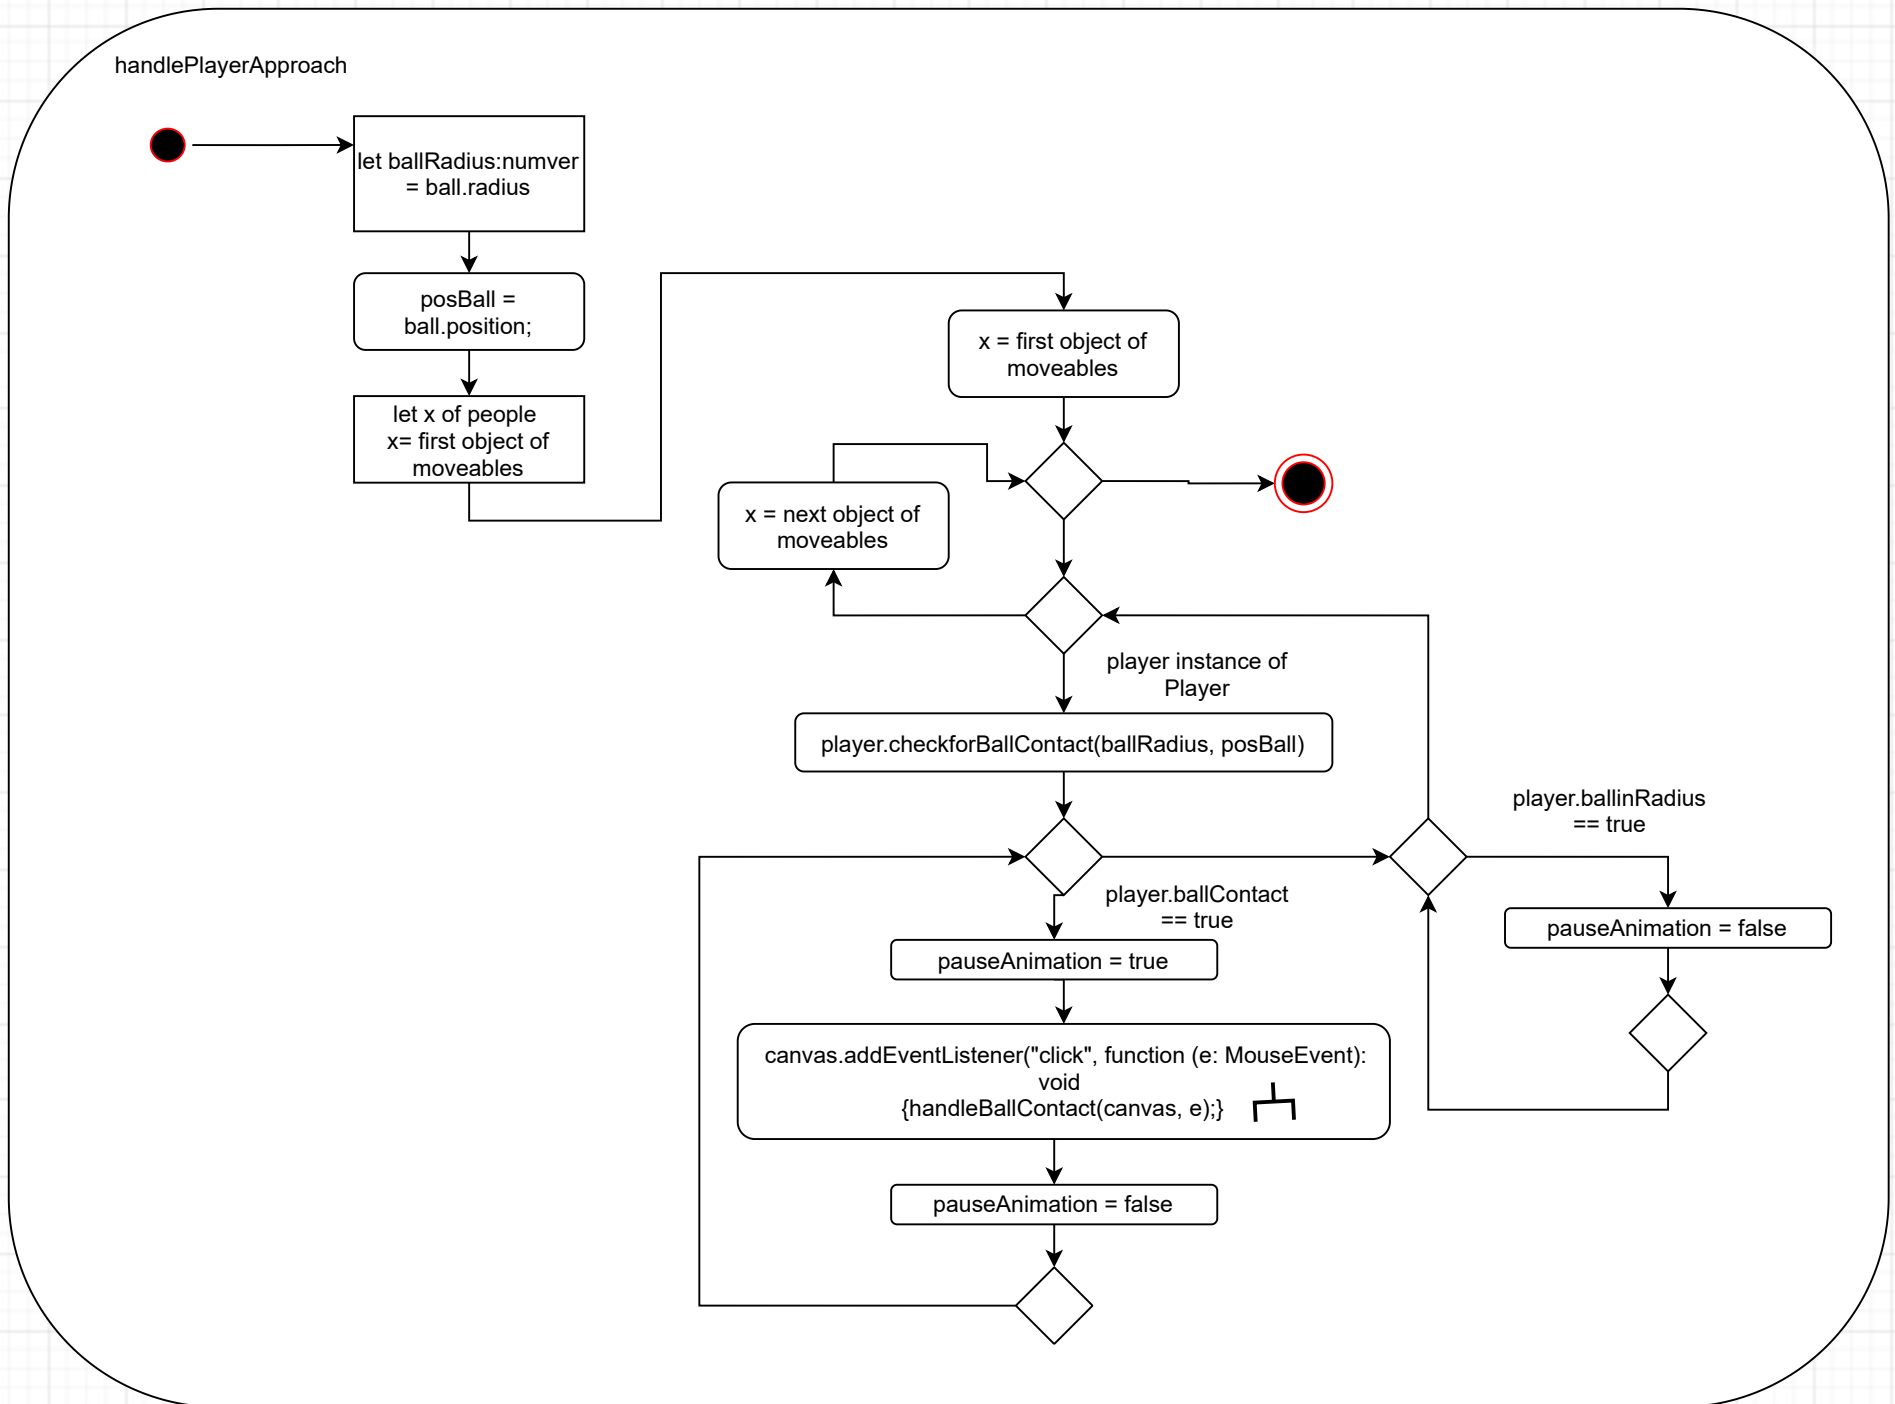 handlePlayerApproach
let ballRadius:numver
= ball.radius
posBall =
ball.position;
let x of people
x= first object of
moveables
x = first object of
moveables
x = next object of
moveables
player instance of
Player
player.checkforBallContact(ballRadius, posBall)
player.ballinRadius
== true
player.ballContact
== true
pauseAnimation = false
pauseAnimation = true
canvas.addEventListener("click", function (e: MouseEvent):
void
{handleBallContact(canvas, e);}
pauseAnimation = false